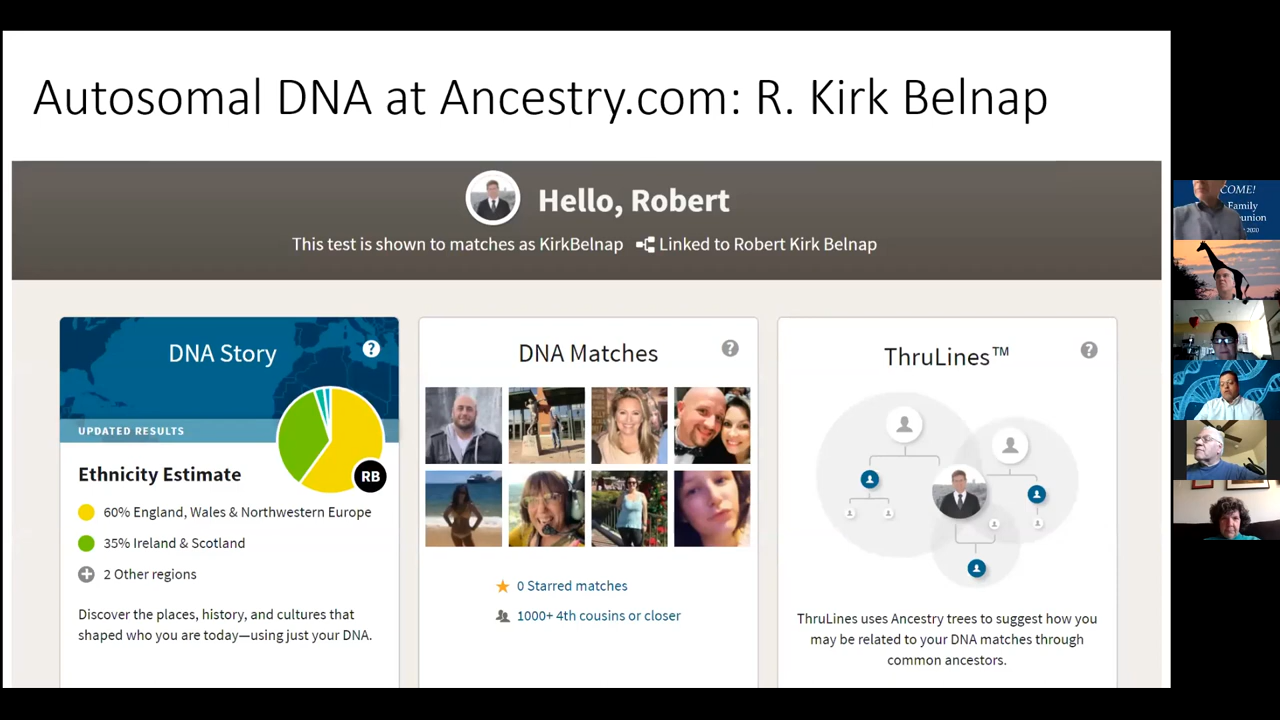 Autosomal DNA at Ancestry.com: R. Kirk Belnap
Hello, Robert
This test is shown to matches as KirkBelnap
Linked to Robert Kirk Belnap
DNA Story
?
UPDATED RESULTS
RB
Ethnicity Estimate
60% England, Wales & Northwestern Europe
35% Ireland & Scotland
2 Other regions
Discover the places, history, and cultures that
shaped who you are today—using just your DNA.
DNA Matches
?
0 Starred matches
1000+ 4th cousins or closer
ThruLines™
?
ThruLines uses Ancestry trees to suggest how you
may be related to your DNA matches through
common ancestors.
COME!
Family
2020